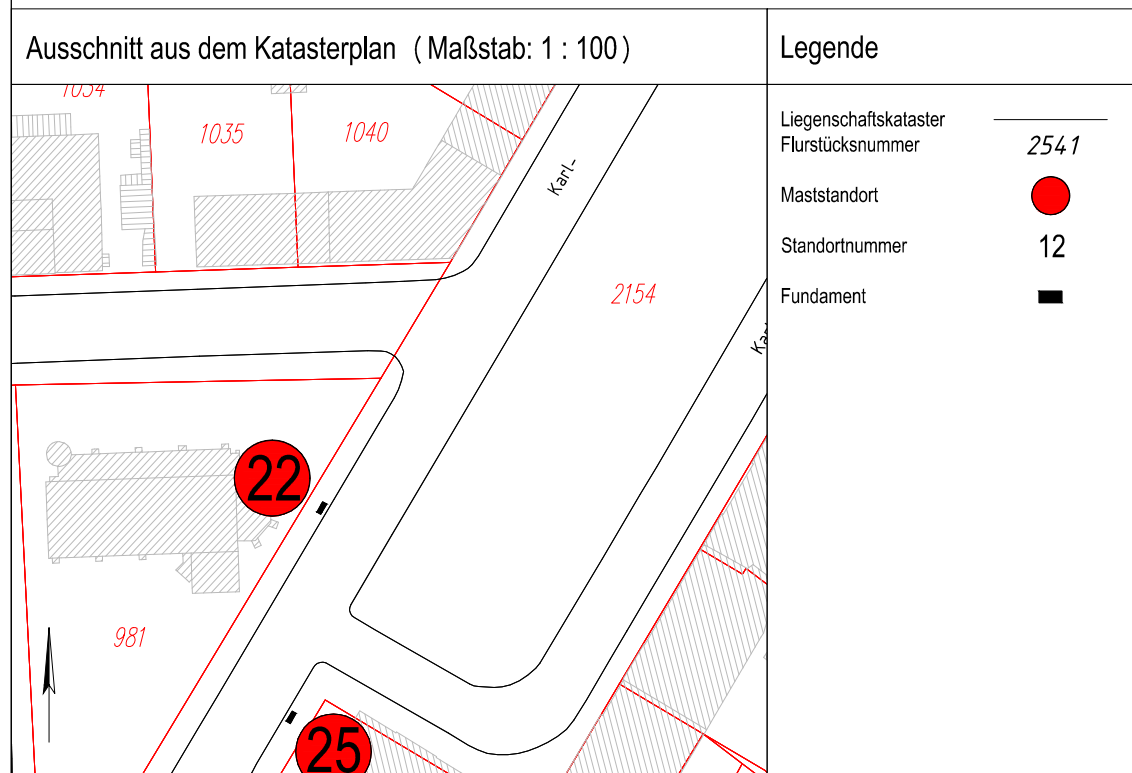 Ausschnitt aus dem Katasterplan (Maßstab: 1 : 100)
Legende
1034
1035
1040
Karl-
2154
22
981
25
Liegenschaftskataster
Flurstücksnummer 2541
Maststandort
Standortnummer 12
Fundament